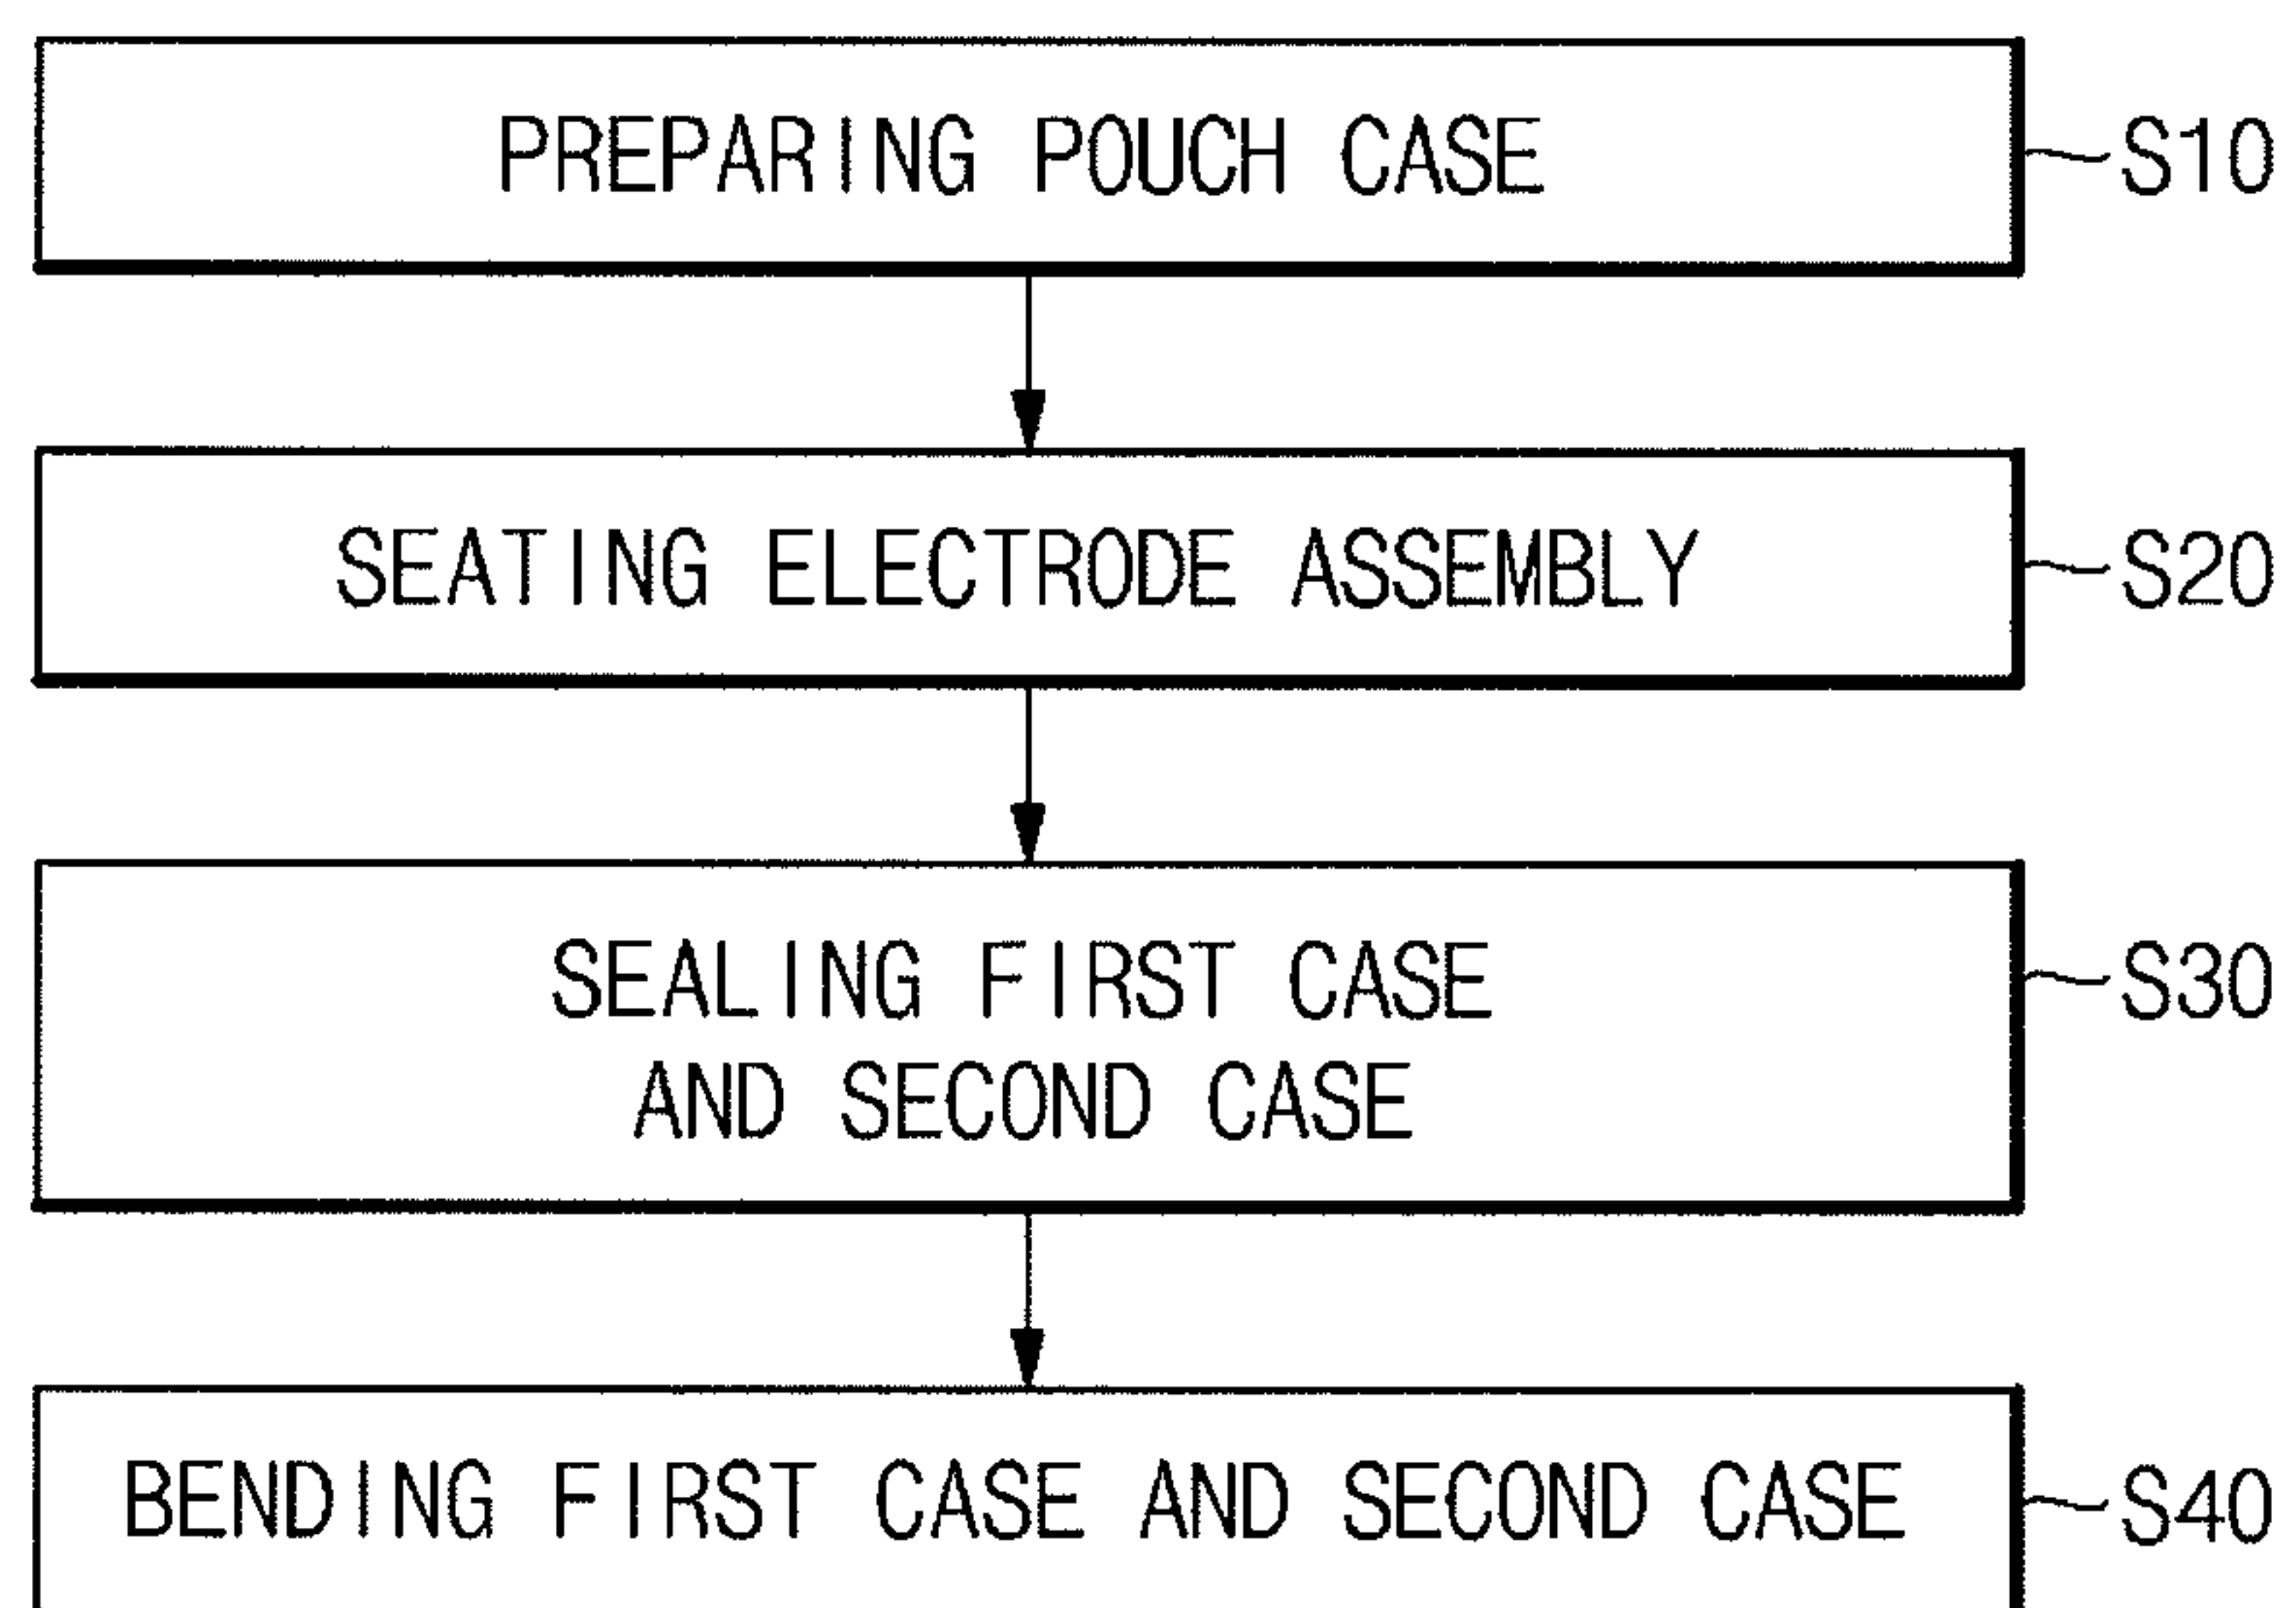 PREPARING POUCH CASE
S10
SEATING ELECTRODE ASSEMBLY
S20
SEALING FIRST CASE
S30
AND SECOND CASE
BENDING FIRST CASE AND SECOND CASE
S40